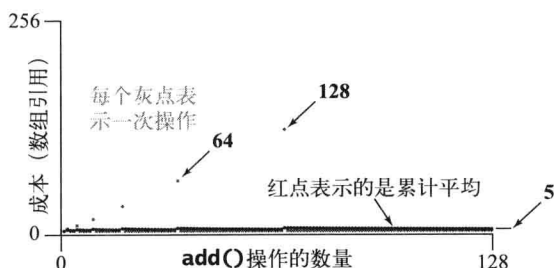 256
成本（数组引用）
每个灰点表
示一次操作
128
64
红点表示的是累计平均
5
0
0
add()操作的数量
128